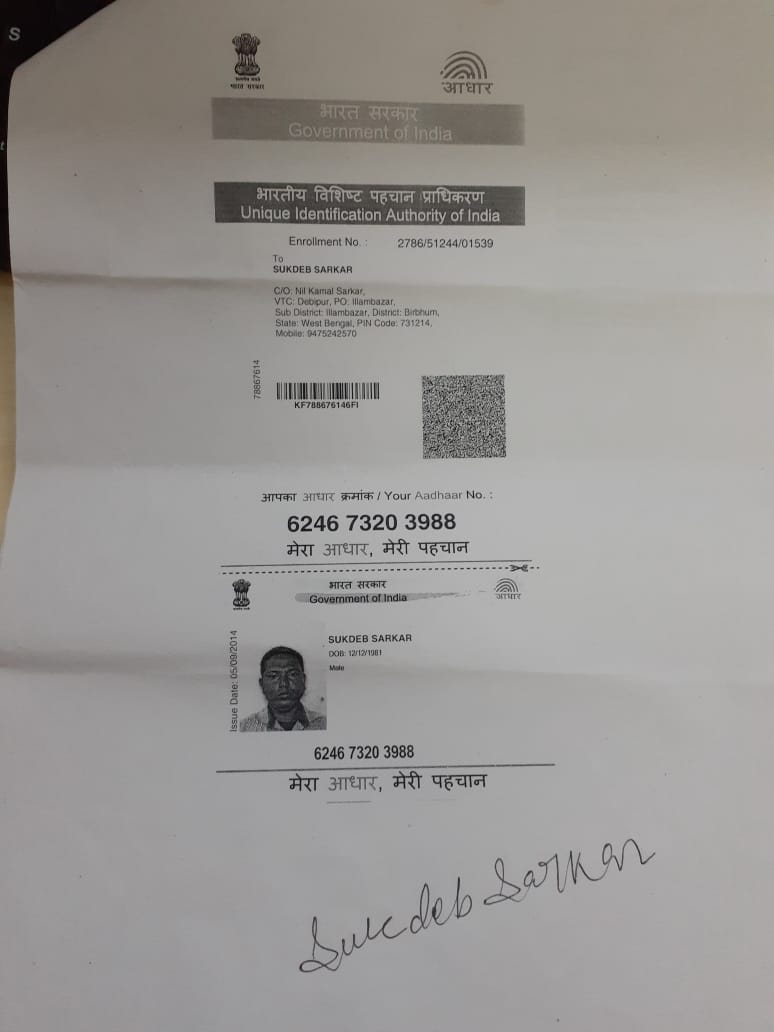 S
t
सत्यमेव जयते
भारत सरकार
आधार
भारत सरकार
Government of India
भारतीय विशिष्ट पहचान प्राधिकरण
Unique Identification Authority of India
Enrollment No. : 2786/51244/01539
To
SUKDEB SARKAR
C/O: Nil Kamal Sarkar,
VTC: Debipur, PO: Illambazar,
Sub District: Illambazar, District: Birbhum,
State: West Bengal, PIN Code: 731214,
Mobile: 9475242570
78867614
KF788676146FI
आपका आधार क्रमांक / Your Aadhaar No. :
6246 7320 3988
मेरा आधार, मेरी पहचान
भारत सरकार
Government of India
आधार
Issue Date: 05/09/2014
SUKDEB SARKAR
DOB: 12/12/1981
Male
6246 7320 3988
मेरा आधार, मेरी पहचान
Sukdeb Sarkar